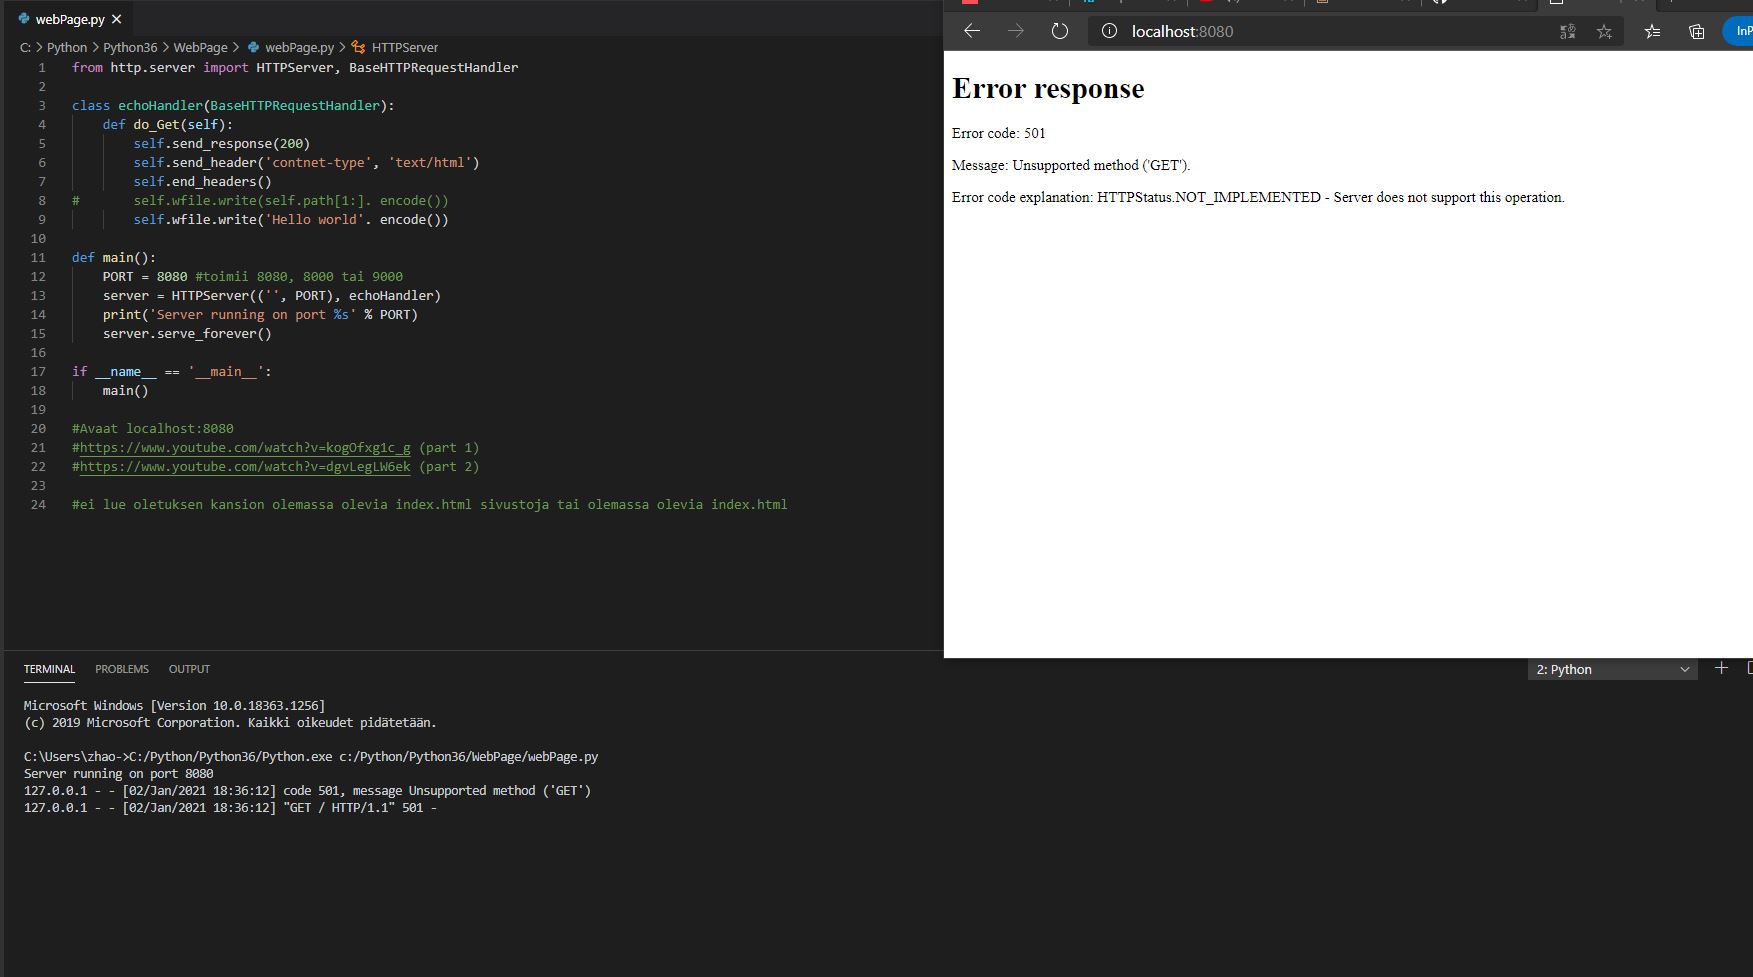 webPage.py
C: > Python > Python36 > WebPage > webPage.py > HTTPServer
1 from http.server import HTTPServer, BaseHTTPRequestHandler
2
3 class echoHandler(BaseHTTPRequestHandler):
4 def do_Get(self):
5 self.send_response(200)
6 self.send_header('contnet-type', 'text/html')
7 self.end_headers()
8 # self.wfile.write(self.path[1:]. encode())
9 self.wfile.write('Hello world'. encode())
10
11 def main():
12 PORT = 8080 #toimii 8080, 8000 tai 9000
13 server = HTTPServer(('', PORT), echoHandler)
14 print('Server running on port %s' % PORT)
15 server.serve_forever()
16
17 if __name__ == '__main__':
18 main()
19
20 #Avaat localhost:8080
21 #https://www.youtube.com/watch?v=kogOfxg1c_g (part 1)
22 #https://www.youtube.com/watch?v=dgvLegLW6ek (part 2)
23
24 #ei lue oletuksen kansion olemassa olevia index.html sivustoja tai olemassa olevia index.html
localhost:8080
InP
Error response
Error code: 501
Message: Unsupported method ('GET').
Error code explanation: HTTPStatus.NOT_IMPLEMENTED - Server does not support this operation.
TERMINAL PROBLEMS OUTPUT
2: Python
Microsoft Windows [Version 10.0.18363.1256]
(c) 2019 Microsoft Corporation. Kaikki oikeudet pidätetään.
C:\Users\zhao->C:/Python/Python36/Python.exe c:/Python/Python36/WebPage/webPage.py
Server running on port 8080
127.0.0.1 - - [02/Jan/2021 18:36:12] code 501, message Unsupported method ('GET')
127.0.0.1 - - [02/Jan/2021 18:36:12] "GET / HTTP/1.1" 501 -